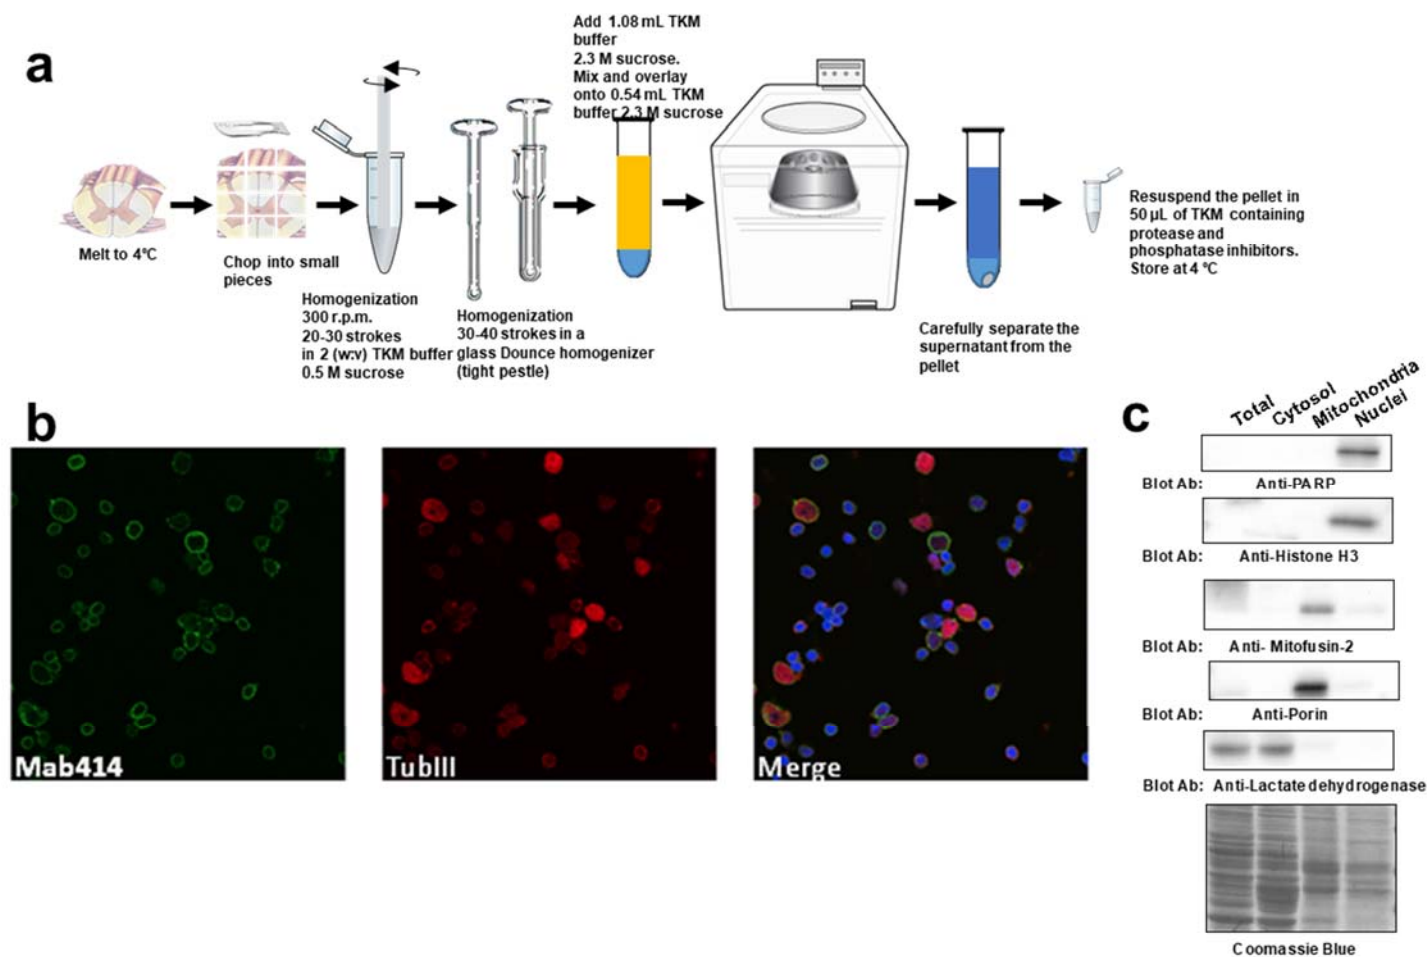 a
Melt to 4ºC
Chop into small
pieces
Homogenization
300 r.p.m.
20-30 strokes
in 2 (w:v) TKM buffer
0.5 M sucrose
Homogenization
30-40 strokes in a
glass Dounce homogenizer
(tight pestle)
Add 1.08 mL TKM
buffer
2.3 M sucrose.
Mix and overlay
onto 0.54 mL TKM
buffer 2.3 M sucrose
Carefully separate the
supernatant from the
pellet
Resuspend the pellet in
50 µL of TKM containing
protease and
phosphatase inhibitors.
Store at 4 ºC
b
Mab414
TubIII
Merge
c
Total
Cytosol
Mitochondria
Nuclei
Blot Ab: Anti-PARP
Blot Ab: Anti-Histone H3
Blot Ab: Anti- Mitofusin-2
Blot Ab: Anti-Porin
Blot Ab: Anti-Lactate dehydrogenase
Coomassie Blue